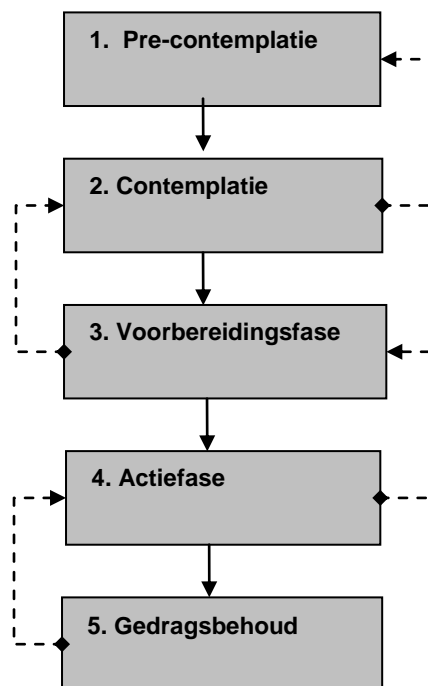 1. Pre-contemplatie
2. Contemplatie
3. Voorbereidingsfase
4. Actiefase
5. Gedragsbehoud